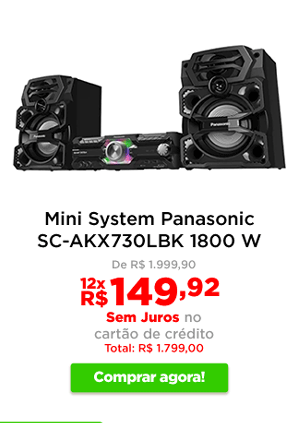 Mini System Panasonic
SC-AKX730LBK 1800 W
De R$ 1.999,90
12x
R$149,92
Sem Juros no
cartão de crédito
Total: R$ 1.799,00
Comprar agora!